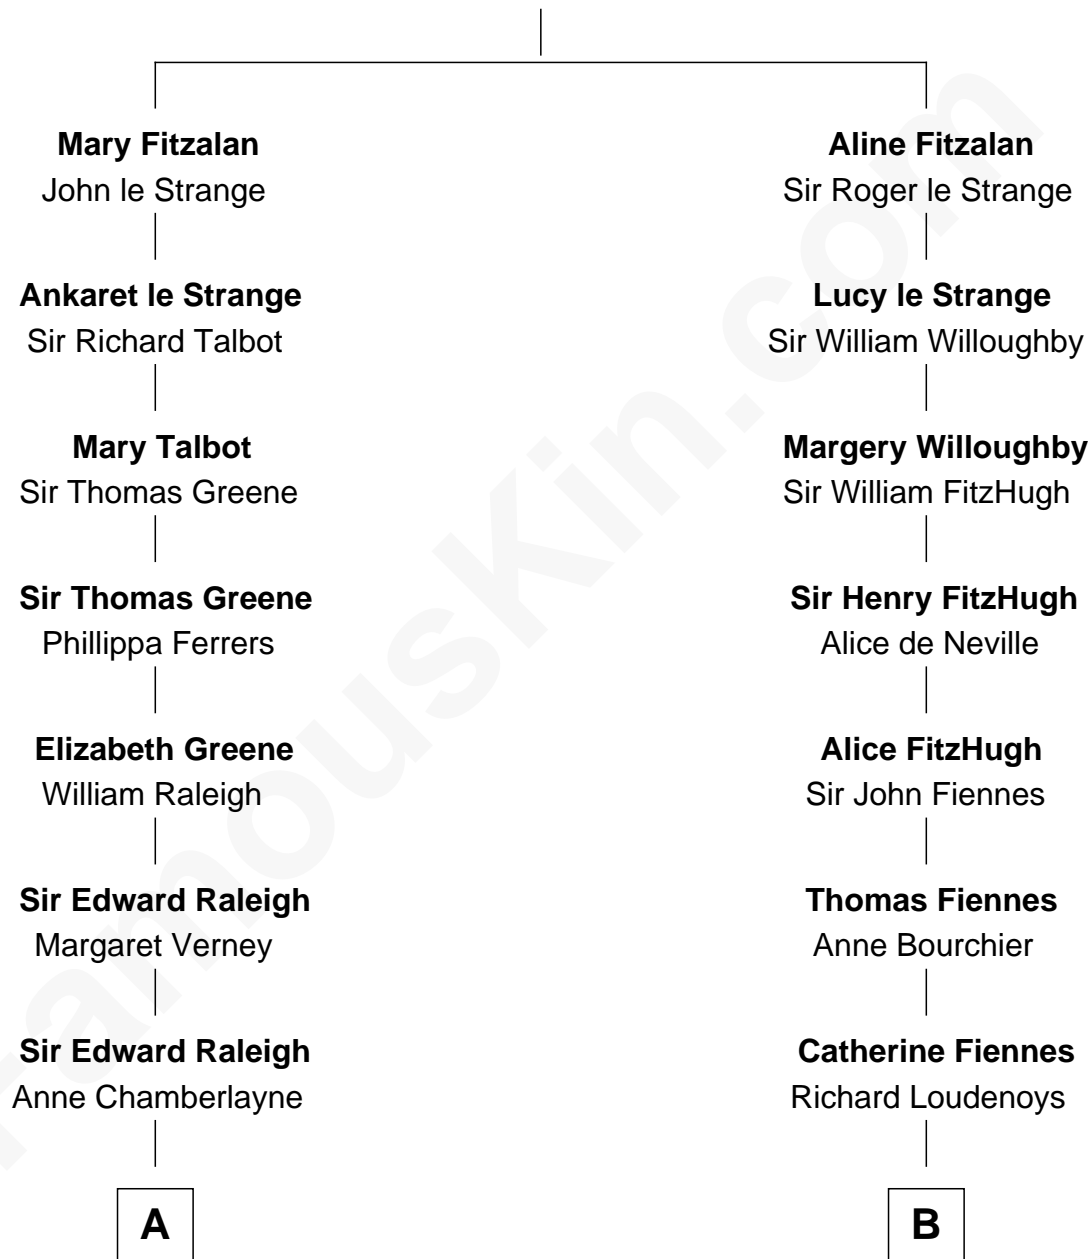 Mary Fitzalan
John le Strange
Aline Fitzalan
Sir Roger le Strange
Ankaret le Strange
Sir Richard Talbot
Lucy le Strange
Sir William Willoughby
Mary Talbot
Sir Thomas Greene
Margery Willoughby
Sir William FitzHugh
Sir Thomas Greene
Phillippa Ferrers
Sir Henry FitzHugh
Alice de Neville
Elizabeth Greene
William Raleigh
Alice FitzHugh
Sir John Fiennes
Sir Edward Raleigh
Margaret Verney
Thomas Fiennes
Anne Bourchier
Sir Edward Raleigh
Anne Chamberlayne
Catherine Fiennes
Richard Loudenoys
A
B
FamousKin.com